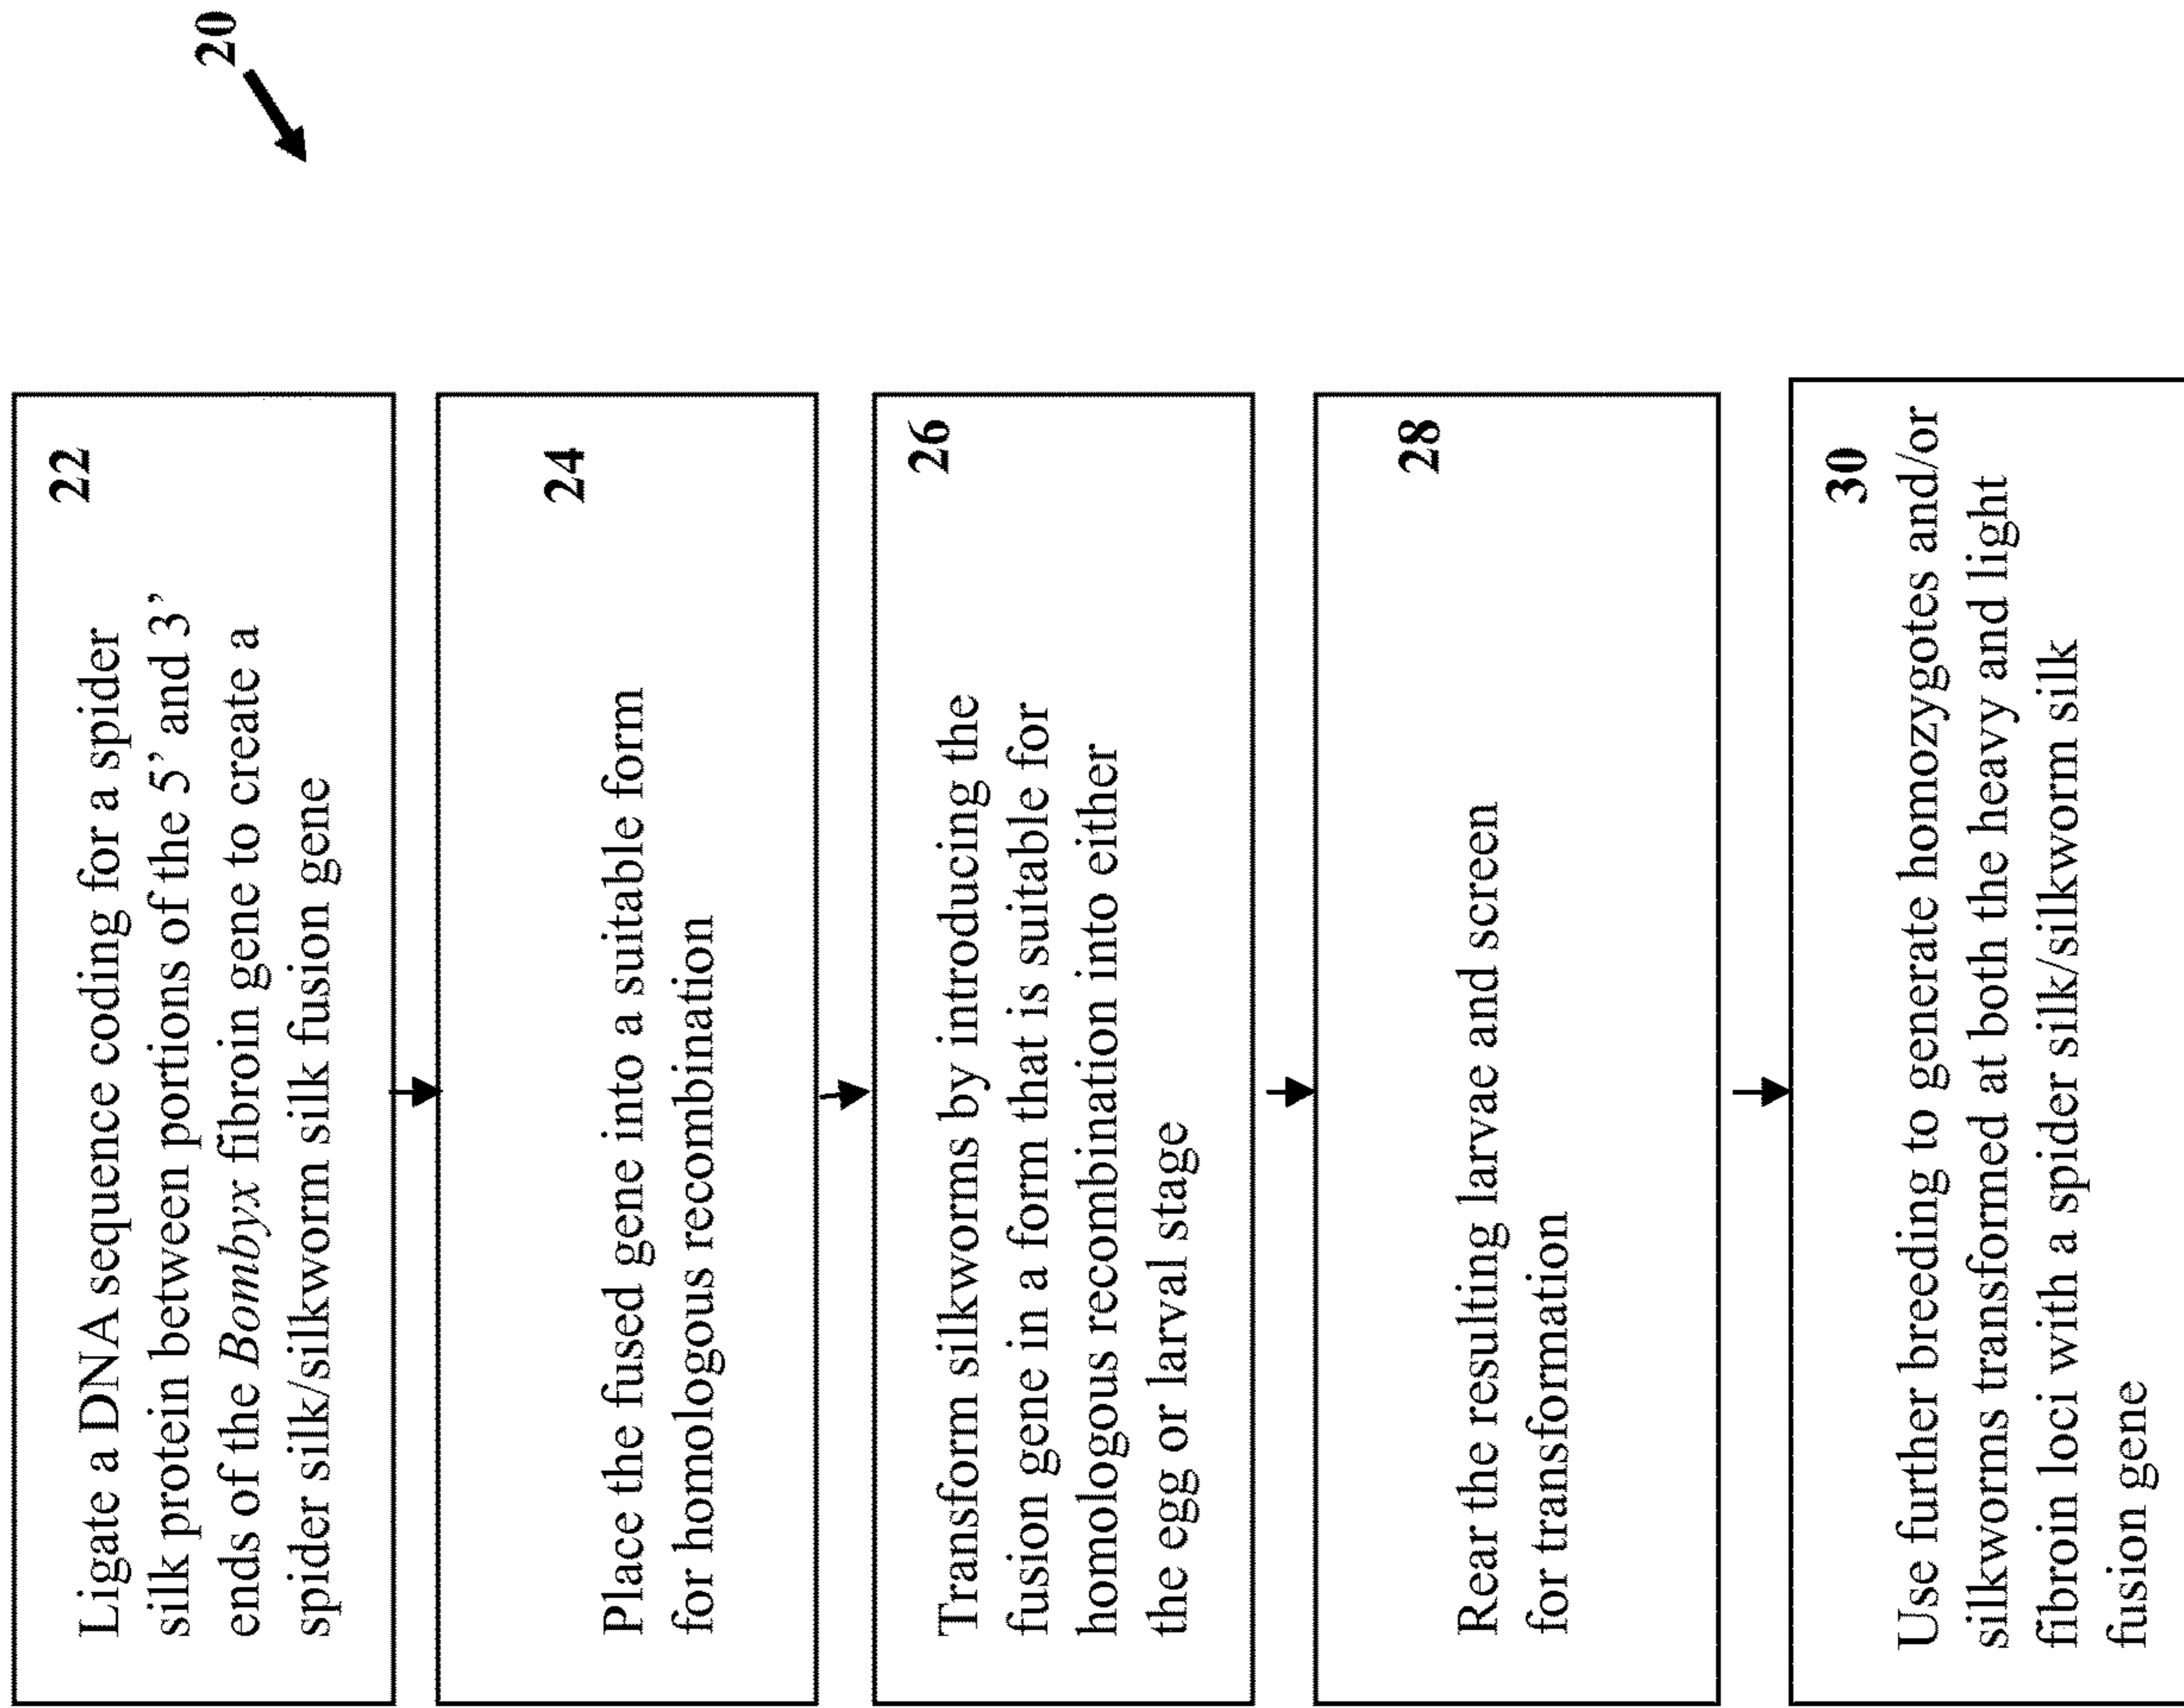 20
22
Ligate a DNA sequence coding for a spider
silk protein between portions of the 5’ and 3’
ends of the Bombyx fibroin gene to create a
spider silk/silkworm silk fusion gene
24
Place the fused gene into a suitable form
for homologous recombination
26
Transform silkworms by introducing the
fusion gene in a form that is suitable for
homologous recombination into either
the egg or larval stage
28
Rear the resulting larvae and screen
for transformation
30
Use further breeding to generate homozygotes and/or
silkworms transformed at both the heavy and light
fibroin loci with a spider silk/silkworm silk
fusion gene